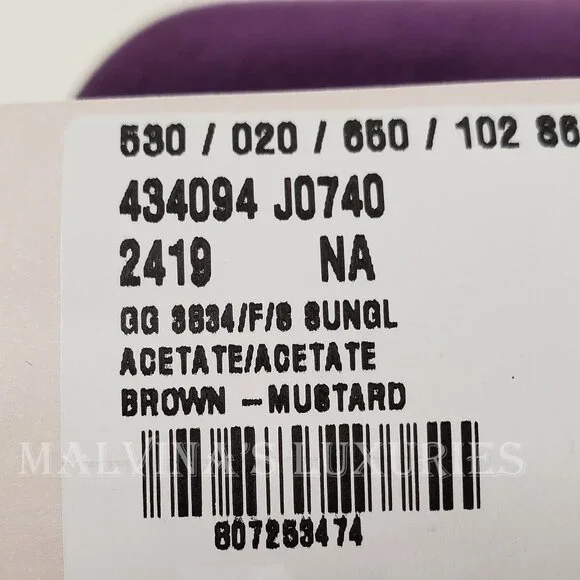 530 / 020 / 650 / 102 86
434094 J0740
2419 NA
GG 3634/F/S SUNGL
ACETATE/ACETATE
BROWN -MUSTARD
MALVINA'S LUXURIES
807253474